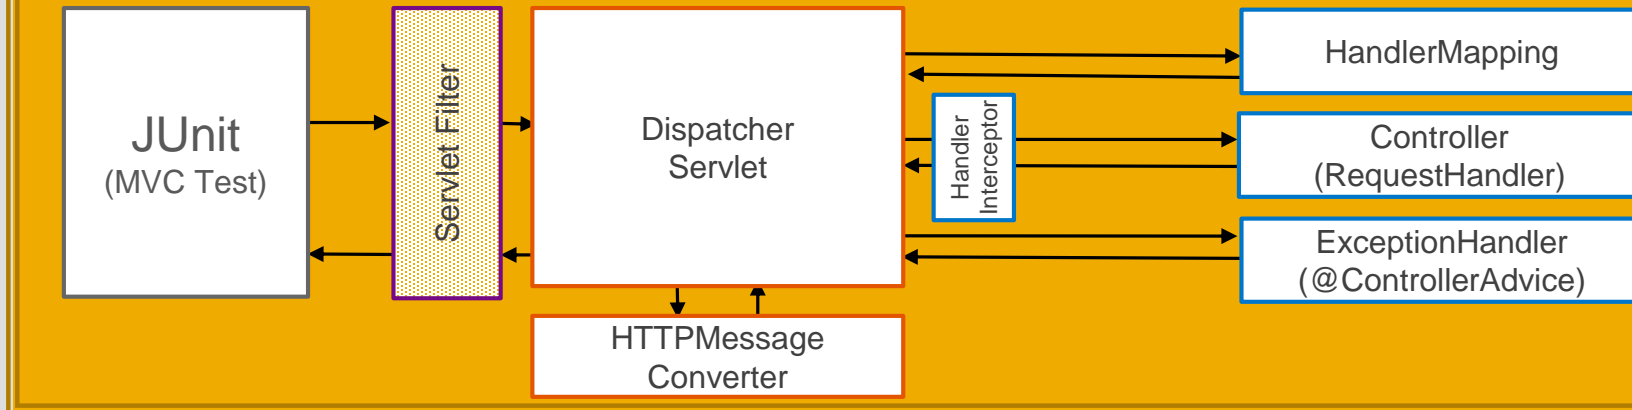 JUnit
(MVC Test)
Servlet Filter
Dispatcher
Servlet
Handler
Interceptor
HandlerMapping
Controller
(RequestHandler)
ExceptionHandler
(@ControllerAdvice)
HTTPMessage
Converter